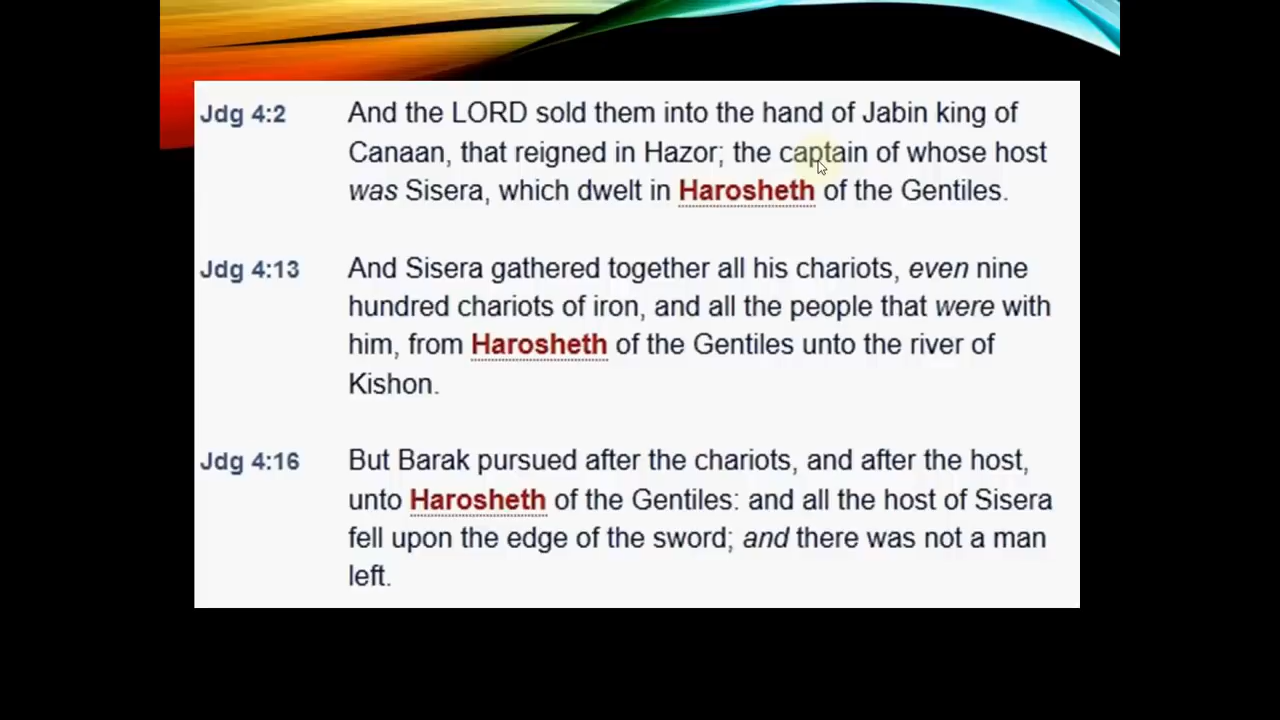 Jdg 4:2 And the LORD sold them into the hand of Jabin king of
Canaan, that reigned in Hazor; the captain of whose host
was Sisera, which dwelt in Harosheth of the Gentiles.
Jdg 4:13 And Sisera gathered together all his chariots, even nine
hundred chariots of iron, and all the people that were with
him, from Harosheth of the Gentiles unto the river of
Kishon.
Jdg 4:16 But Barak pursued after the chariots, and after the host,
unto Harosheth of the Gentiles: and all the host of Sisera
fell upon the edge of the sword; and there was not a man
left.